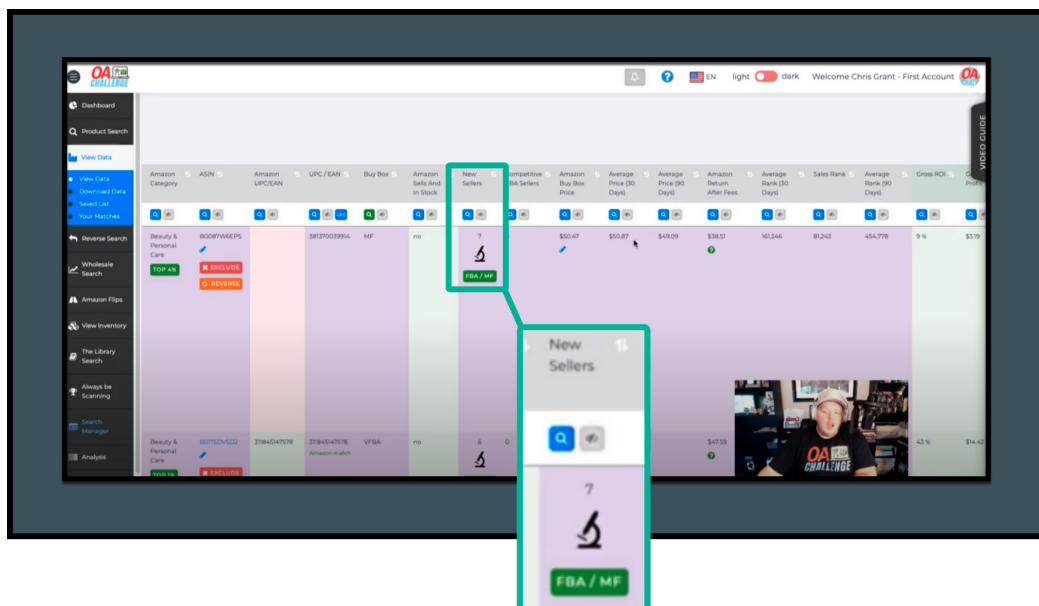 OA
CHALLENGE
EN
light
dark
Welcome Chris Grant - First Account
OA
VIDEO GUIDE
Dashboard
Product Search
View Data
View Data
Download Data
Saved List
Your Matches
Reverse Search
Wholesale
Search
Amazon Flips
View Inventory
The Library
Search
Always be
Scanning
Search
Manager
Analysis
Amazon
Category
ASIN
Amazon
UPC/EAN
UPC / EAN
Buy Box
Amazon
Sells And
In Stock
New
Sellers
Amazon
Buy Box
Price
Average
Price (30
Days)
Average
Price (90
Days)
Amazon
Return
After Fees
Average
Rank (30
Days)
Sales Rank
Average
Rank (90
Days)
Gross ROI
Beauty &
Personal
Care
TOP 4%
B0087W6EPS
EXCLUDE
REVERSE
381370039914
MF
no
7
FBA / MF
$50.47
$50.87
$49.09
$38.51
161,246
81,243
454,778
9 %
$3.19
New
Sellers
7
FBA / MF
Beauty &
Personal
Care
TOP 1%
EXCLUDE
311845147578
311845147578
Amazon match
VFBA
no
6
0
$47.59
43 %
$14.42
OA
CHALLENGE